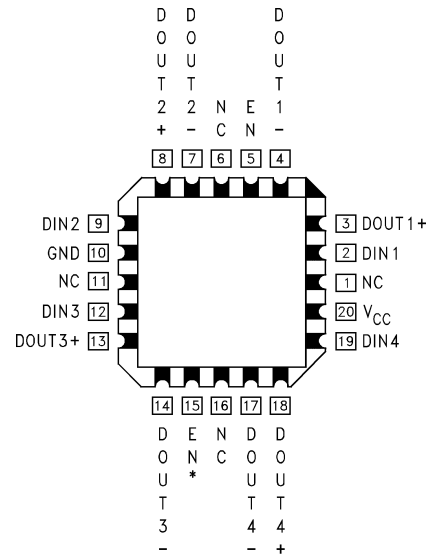 DOUT2+
DOUT2-
NC
EN
DOUT1-
8
7
6
5
4
DIN2 9
GND 10
NC 11
DIN3 12
DOUT3+ 13
3 DOUT1+
2 DIN1
1 NC
20 VCC
19 DIN4
14
15
16
17
18
DOUT3-
EN*
NC
DOUT4-
DOUT4+